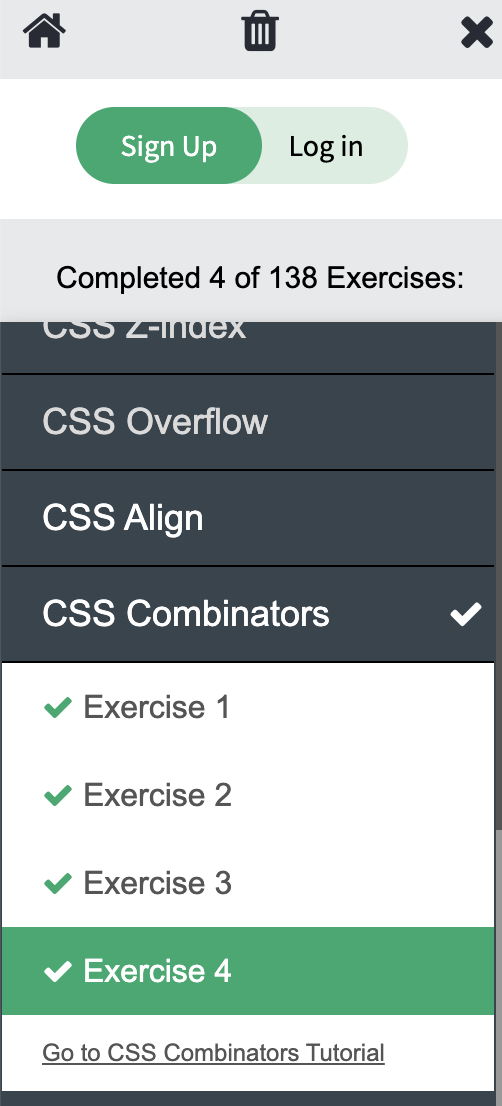 Sign Up
Log in
Completed 4 of 138 Exercises:
CSS Z-index
CSS Overflow
CSS Align
CSS Combinators
Exercise 1
Exercise 2
Exercise 3
Exercise 4
Go to CSS Combinators Tutorial